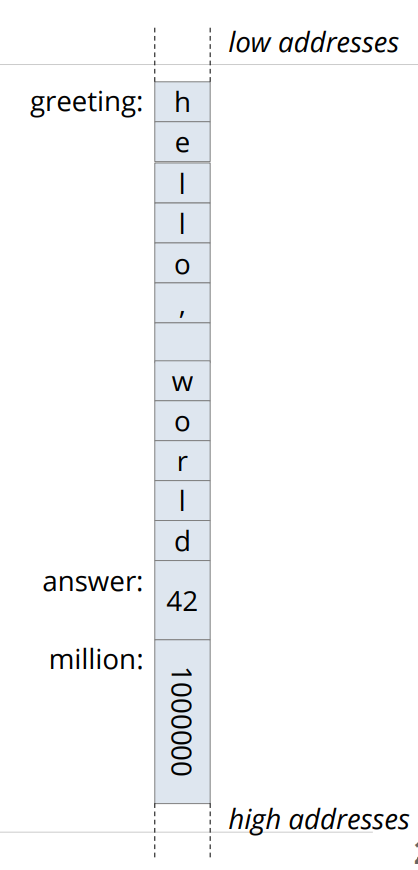 low addresses
greeting:
h
e
l
l
o
,
w
o
r
l
d
answer:
42
million:
1000000
high addresses